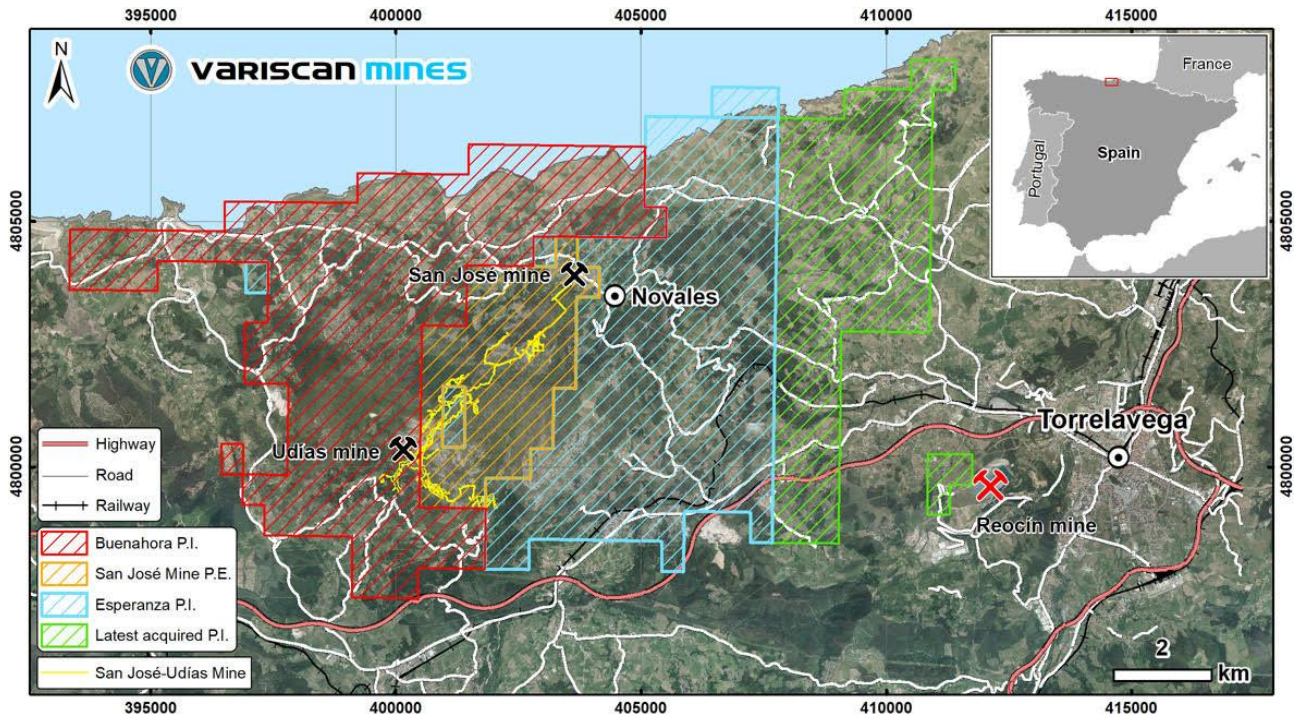 395000 400000 405000 410000 415000
N
V VARISCAN MINES
France
Portugal
Spain
4805000
4805000
San José mine
Novales
Udías mine
Torrelavega
4800000
4800000
Reocín mine
Highway
Road
Railway
Buenahora P.I.
San José Mine P.E.
Esperanza P.I.
Latest acquired P.I.
San José-Udías Mine
2
km
395000 400000 405000 410000 415000